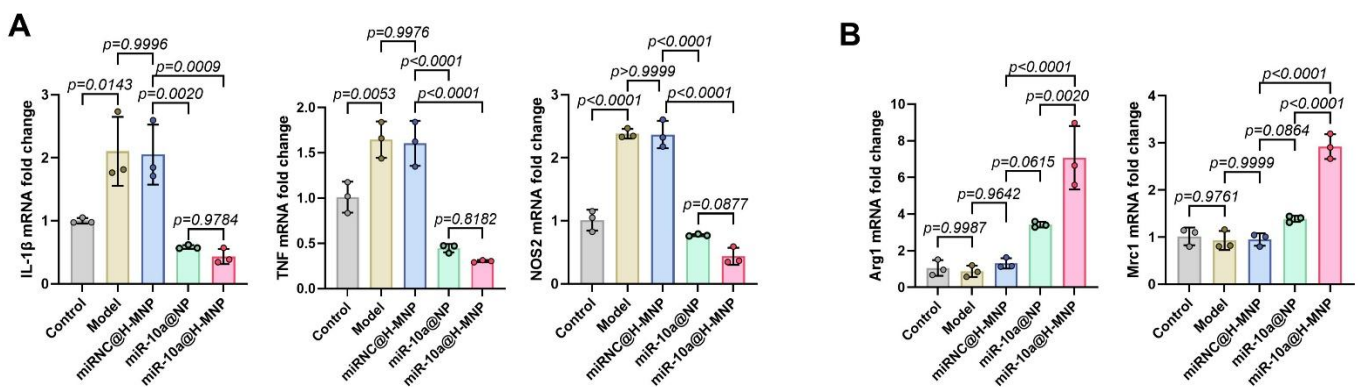 A
IL-1β mRNA fold change
3
2
1
0
p=0.9996
p=0.0009
p=0.0143
p=0.0020
p=0.9784
Control
Model
miRNC@H-MNP
miR-10a@NP
miR-10a@H-MNP
TNF mRNA fold change
2.0
1.5
1.0
0.5
0.0
p=0.9976
p<0.0001
p=0.0053
p<0.0001
p=0.8182
Control
Model
miRNC@H-MNP
miR-10a@NP
miR-10a@H-MNP
NOS2 mRNA fold change
3
2
1
0
p<0.0001
p>0.9999
p<0.0001
p<0.0001
p=0.0877
Control
Model
miRNC@H-MNP
miR-10a@NP
miR-10a@H-MNP
B
Arg1 mRNA fold change
10
8
6
4
2
0
p<0.0001
p=0.0020
p=0.0615
p=0.9642
p=0.9987
Control
Model
miRNC@H-MNP
miR-10a@NP
miR-10a@H-MNP
Mrc1 mRNA fold change
4
3
2
1
0
p<0.0001
p<0.0001
p=0.0864
p=0.9999
p=0.9761
Control
Model
miRNC@H-MNP
miR-10a@NP
miR-10a@H-MNP